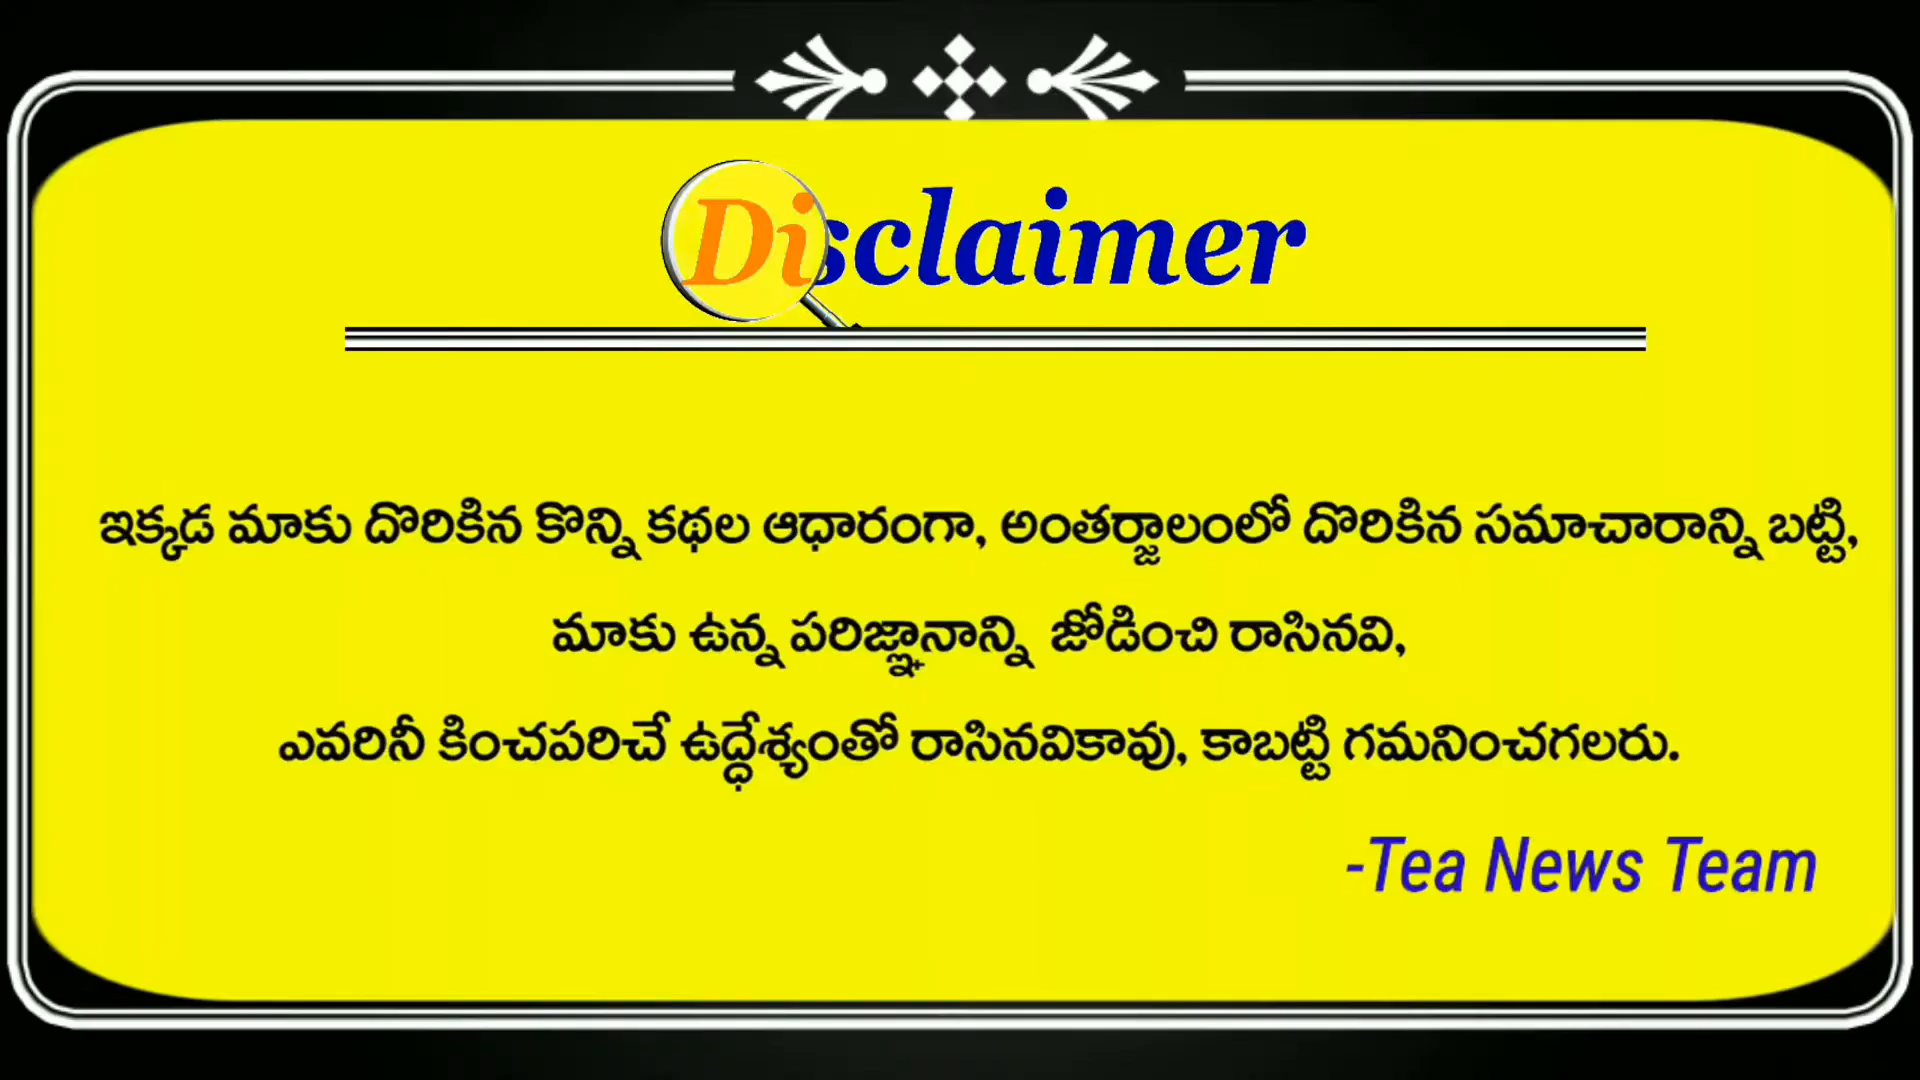 Disclaimer
ఇక్కడ మాకు దొరికిన కొన్ని కథల ఆధారంగా, అంతర్జాలంలో దొరికిన సమాచారాన్ని బట్టి,
మాకు ఉన్న పరిజ్ఞానాన్ని జోడించి రాసినవి,
ఎవరినీ కించపరిచే ఉద్ధేశ్యంతో రాసినవికావు, కాబట్టి గమనించగలరు.
-Tea News Team